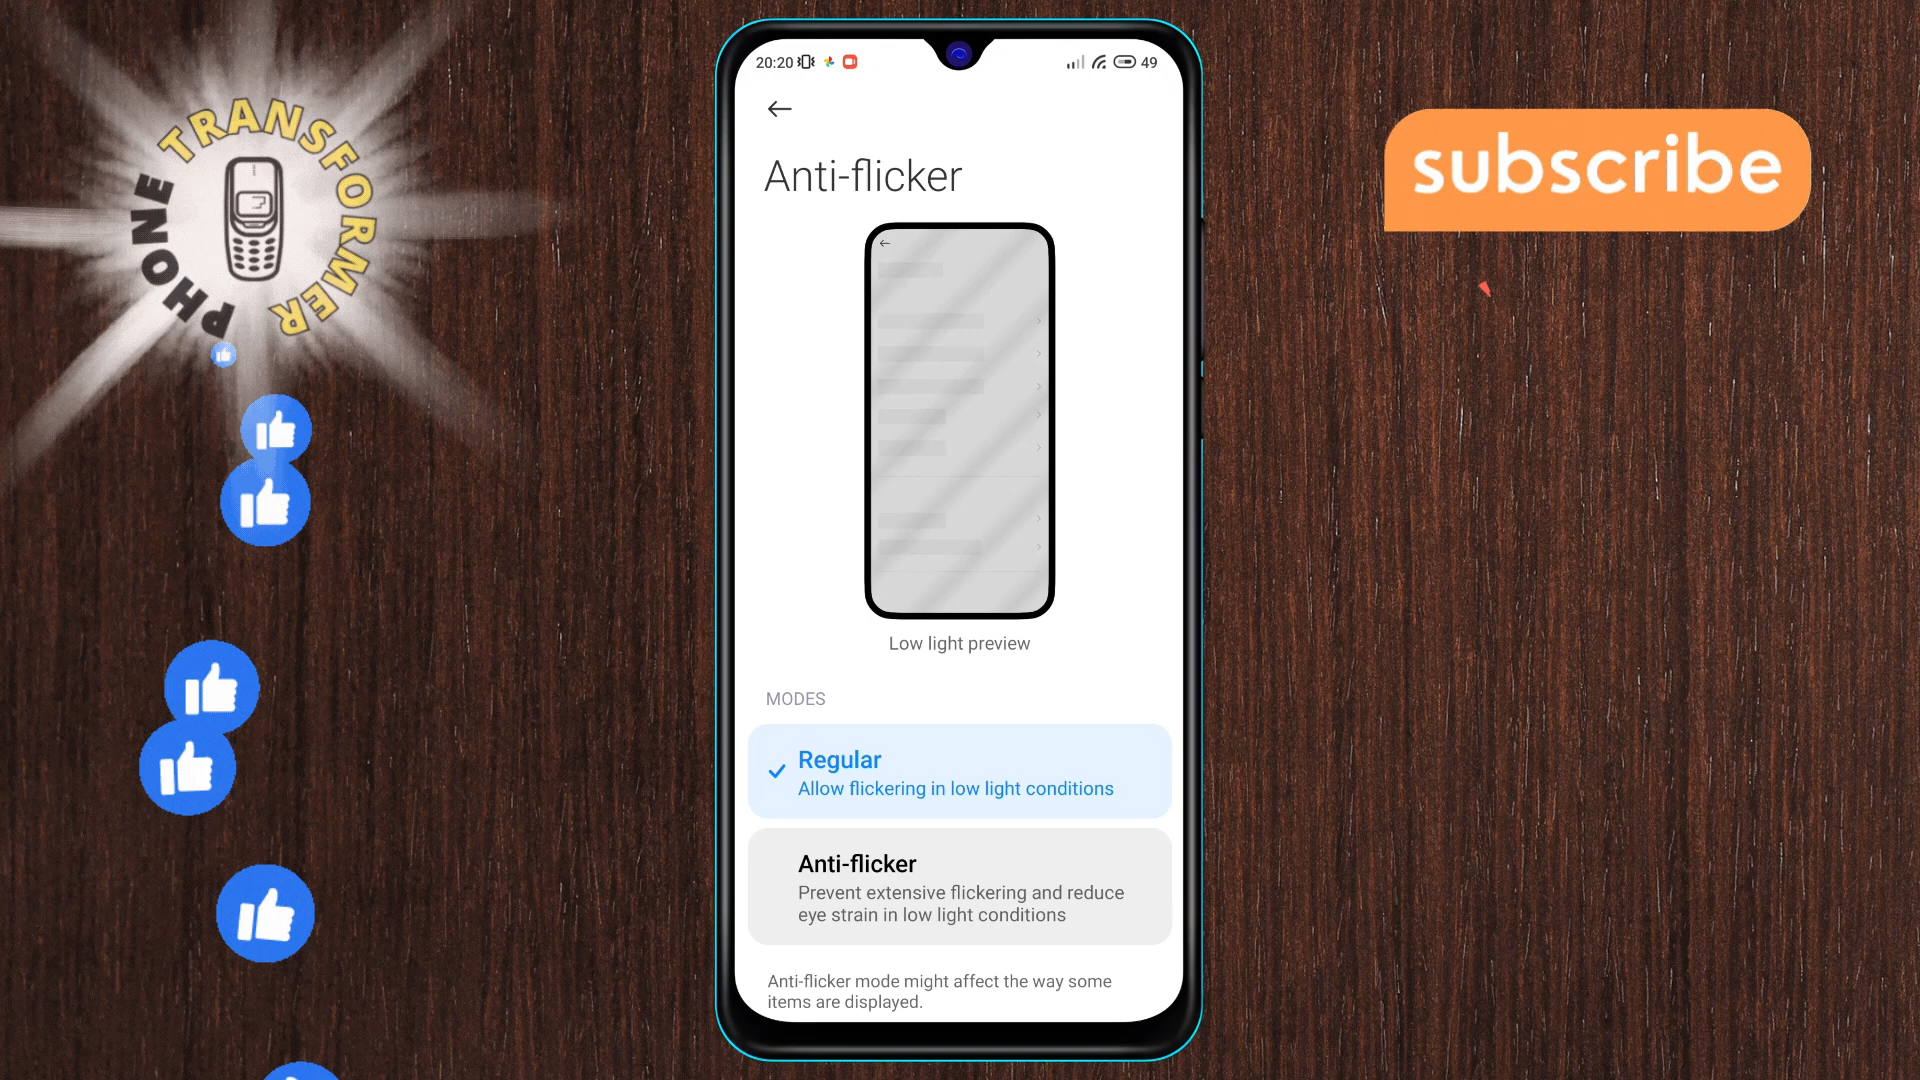 PHONE TRANSFORMER
subscribe
20:20
49
Anti-flicker
Low light preview
MODES
Regular
Allow flickering in low light conditions
Anti-flicker
Prevent extensive flickering and reduce
eye strain in low light conditions
Anti-flicker mode might affect the way some
items are displayed.